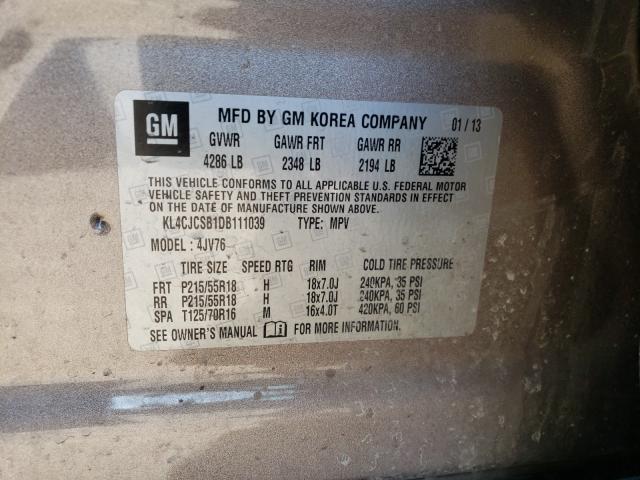 GM MFD BY GM KOREA COMPANY 01 / 13
GVWR GAWR FRT GAWR RR
4286 LB 2348 LB 2194 LB
THIS VEHICLE CONFORMS TO ALL APPLICABLE U.S. FEDERAL MOTOR
VEHICLE SAFETY AND THEFT PREVENTION STANDARDS IN EFFECT
ON THE DATE OF MANUFACTURE SHOWN ABOVE.
KL4CJCSB1DB111039 TYPE: MPV
MODEL : 4JV76
TIRE SIZE SPEED RTG RIM COLD TIRE PRESSURE
FRT P215/55R18 H 18x7.0J 240KPA, 35 PSI
RR P215/55R18 H 18x7.0J 240KPA, 35 PSI
SPA T125/70R16 M 16x4.0T 420KPA, 60 PSI
SEE OWNER'S MANUAL FOR MORE INFORMATION.